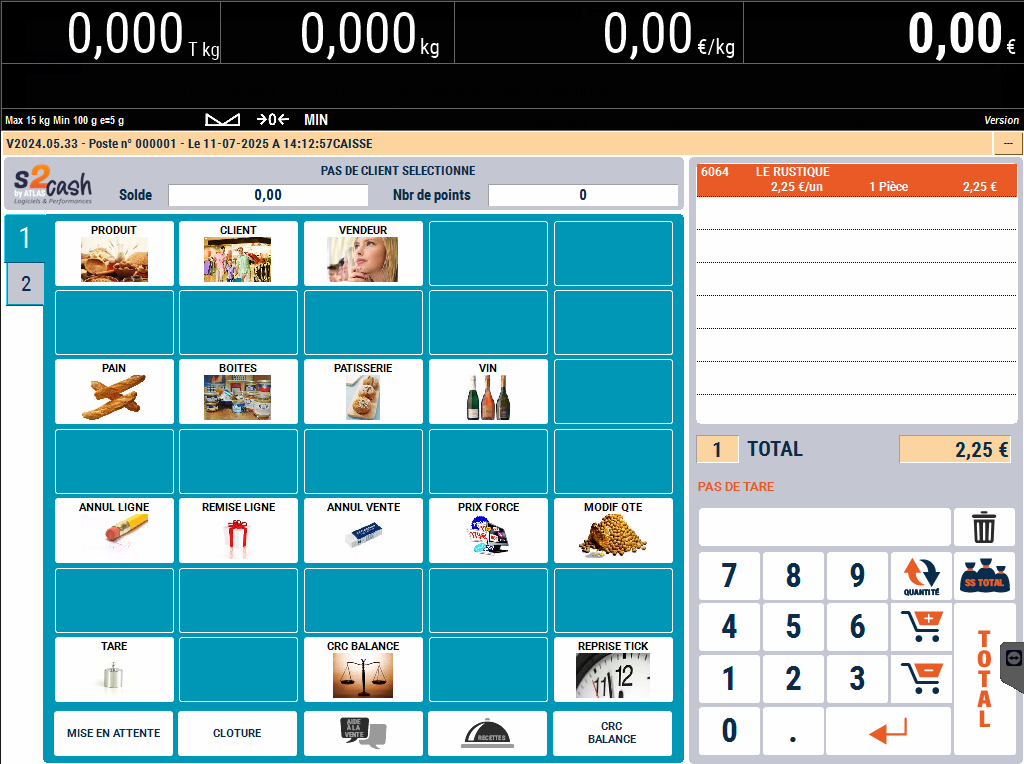 0,000 T kg
0,000 kg
0,00 €/kg
0,00 €
Max 15 kg Min 100 g e=5 g
→0← MIN
Version
V2024.05.33 - Poste n° 000001 - Le 11-07-2025 A 14:12:57CAISSE
---
S2cash
by ATLAS
Logiciels & Performances
PAS DE CLIENT SELECTIONNE
Solde 0,00 Nbr de points 0
1
2
PRODUIT
CLIENT
VENDEUR
PAIN
BOITES
PATISSERIE
VIN
ANNUL LIGNE
REMISE LIGNE
ANNUL VENTE
PRIX FORCE
MODIF QTE
TARE
CRC BALANCE
REPRISE TICK
12
MISE EN ATTENTE
CLOTURE
AIDE
À LA
VENTE
RECETTES
CRC
BALANCE
6064 LE RUSTIQUE
2,25 €/un 1 Pièce 2,25 €
1 TOTAL 2,25 €
PAS DE TARE
7 8 9
QUANTITÉ
SS TOTAL
4 5 6
1 2 3
0 .
TOTAL